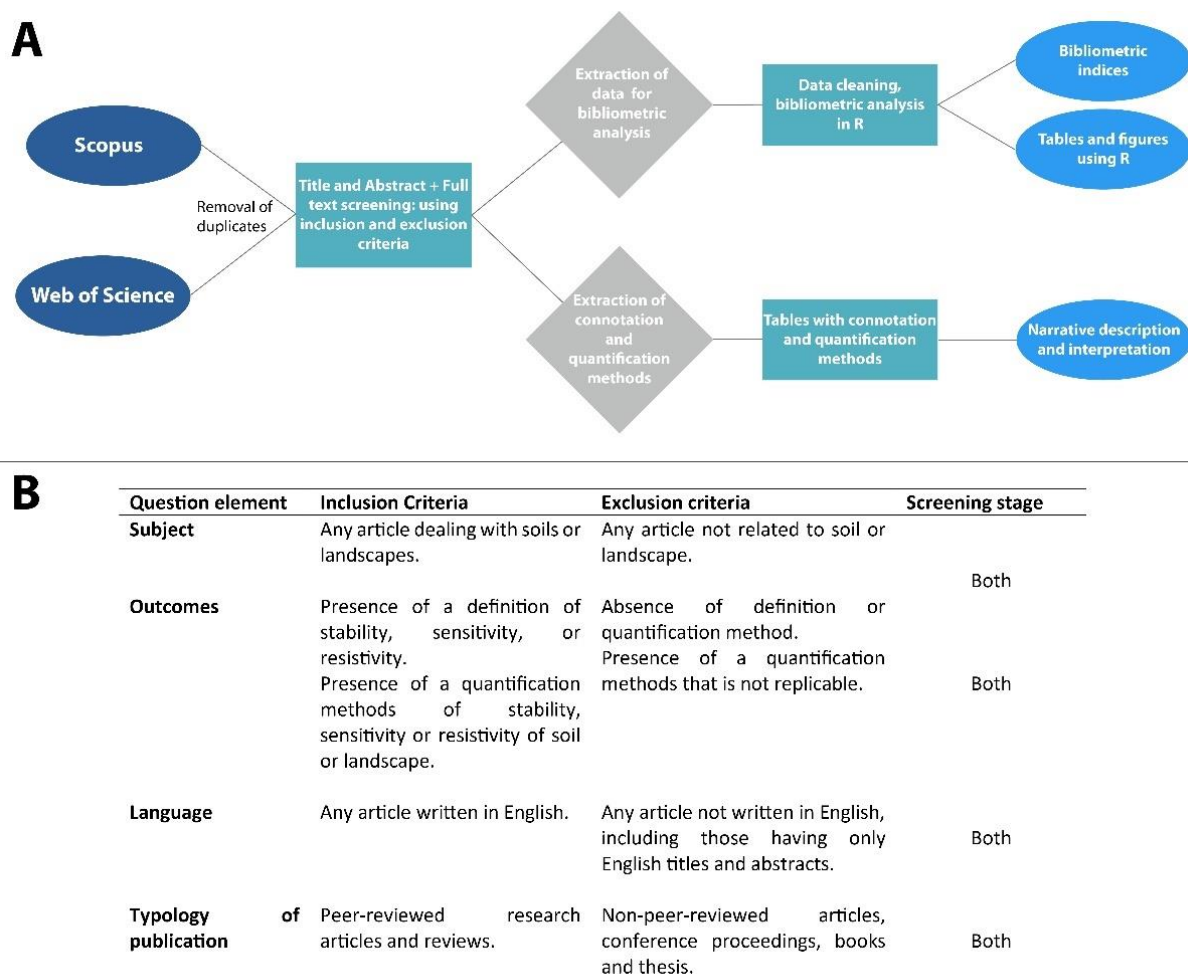 A
Scopus
Web of Science
Removal of
duplicates
Title and Abstract + Full
text screening: using
inclusion and exclusion
criteria
Extraction of
data for
bibliometric
analysis
Data cleaning,
bibliometric analysis
in R
Bibliometric
indices
Tables and figures
using R
Extraction of
connotation
and
quantification
methods
Tables with connotation
and quantification
methods
Narrative description
and interpretation
B
Question element Inclusion Criteria Exclusion criteria Screening stage
Subject Any article dealing with soils or Any article not related to soil or
landscapes. landscape.
Both
Outcomes Presence of a definition of Absence of definition or
stability, sensitivity, or quantification method.
resistivity. Presence of a quantification
Presence of a quantification methods that is not replicable. Both
methods of stability,
sensitivity or resistivity of soil
or landscape.
Language Any article written in English. Any article not written in English,
including those having only Both
English titles and abstracts.
Typology of Peer-reviewed research Non-peer-reviewed articles,
publication articles and reviews. conference proceedings, books Both
and thesis.